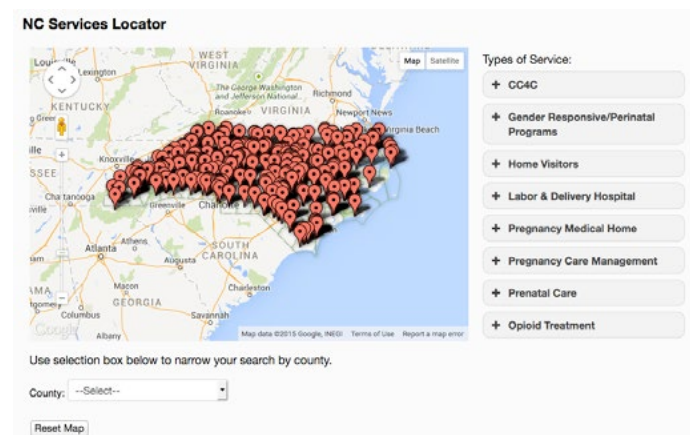 NC Services Locator
Lexington
WEST
VIRGINIA
Map
Satellite
Types of Service:
The George Washington
and Jefferson National...
Richmond
KENTUCKY
Roanoke
VIRGINIA
Newport News
Virginia Beach
Knoxville
Greenville
Charlotte
Atlanta
Athens
Augusta
SOUTH
CAROLINA
Macon
GEORGIA
Charleston
Columbus
Savannah
Albany
Google
Map data ©2015 Google, INEGI
Terms of Use
Report a map error
+ CC4C
+ Gender Responsive/Perinatal
Programs
+ Home Visitors
+ Labor & Delivery Hospital
+ Pregnancy Medical Home
+ Pregnancy Care Management
+ Prenatal Care
+ Opioid Treatment
Use selection box below to narrow your search by county.
County: --Select--
Reset Map